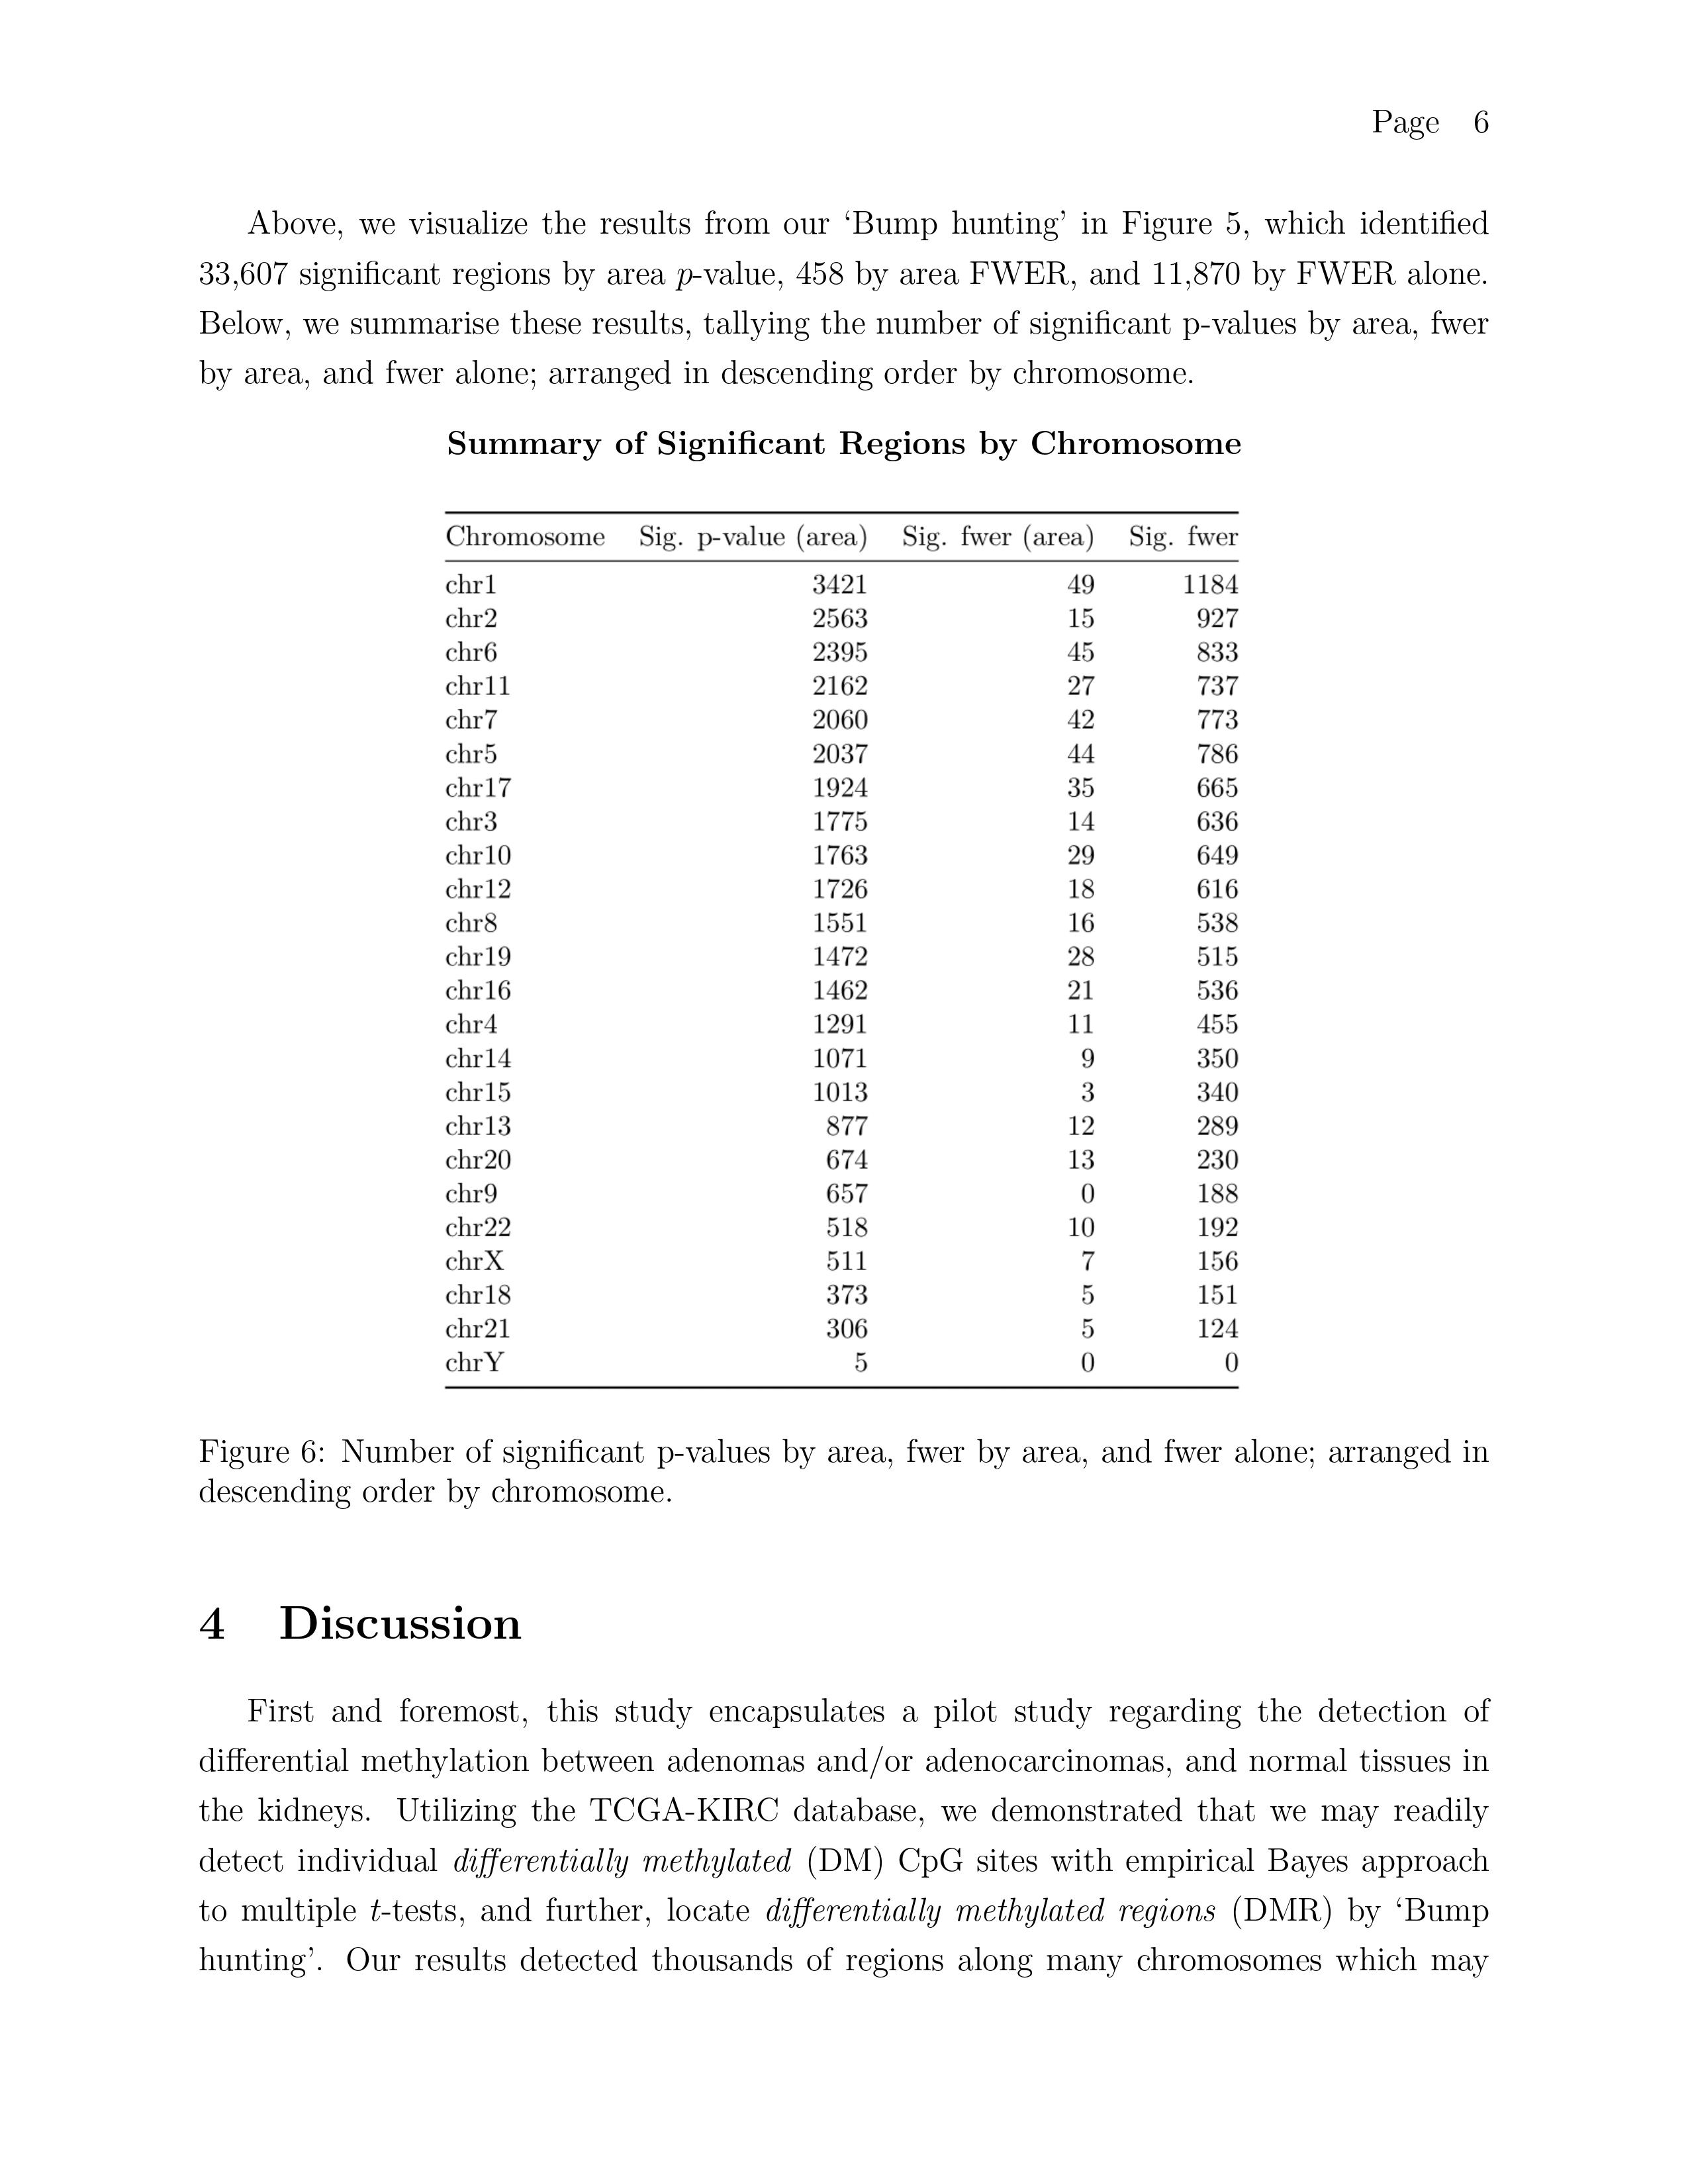 Page 6
Above, we visualize the results from our ‘Bump hunting’ in Figure 5, which identified
33,607 significant regions by area p-value, 458 by area FWER, and 11,870 by FWER alone.
Below, we summarise these results, tallying the number of significant p-values by area, fwer
by area, and fwer alone; arranged in descending order by chromosome.
Summary of Significant Regions by Chromosome
Chromosome Sig. p-value (area) Sig. fwer (area) Sig. fwer
chr1 3421 49 1184
chr2 2563 15 927
chr6 2395 45 833
chr11 2162 27 737
chr7 2060 42 773
chr5 2037 44 786
chr17 1924 35 665
chr3 1775 14 636
chr10 1763 29 649
chr12 1726 18 616
chr8 1551 16 538
chr19 1472 28 515
chr16 1462 21 536
chr4 1291 11 455
chr14 1071 9 350
chr15 1013 3 340
chr13 877 12 289
chr20 674 13 230
chr9 657 0 188
chr22 518 10 192
chrX 511 7 156
chr18 373 5 151
chr21 306 5 124
chrY 5 0 0
Figure 6: Number of significant p-values by area, fwer by area, and fwer alone; arranged in
descending order by chromosome.
4 Discussion
First and foremost, this study encapsulates a pilot study regarding the detection of
differential methylation between adenomas and/or adenocarcinomas, and normal tissues in
the kidneys. Utilizing the TCGA-KIRC database, we demonstrated that we may readily
detect individual differentially methylated (DM) CpG sites with empirical Bayes approach
to multiple t-tests, and further, locate differentially methylated regions (DMR) by ‘Bump
hunting’. Our results detected thousands of regions along many chromosomes which may